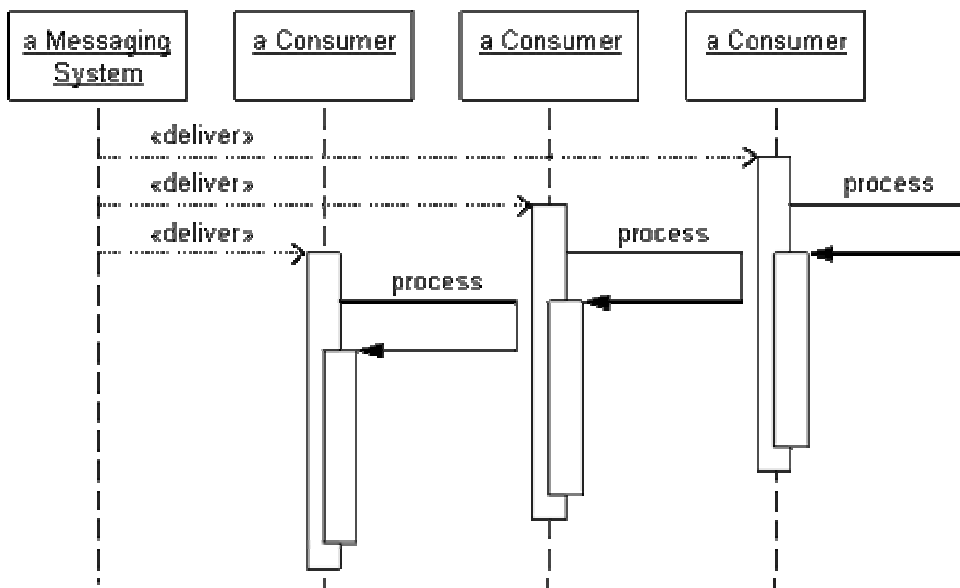 a Messaging
System
a Consumer
a Consumer
a Consumer
«deliver»
process
«deliver»
process
«deliver»
process